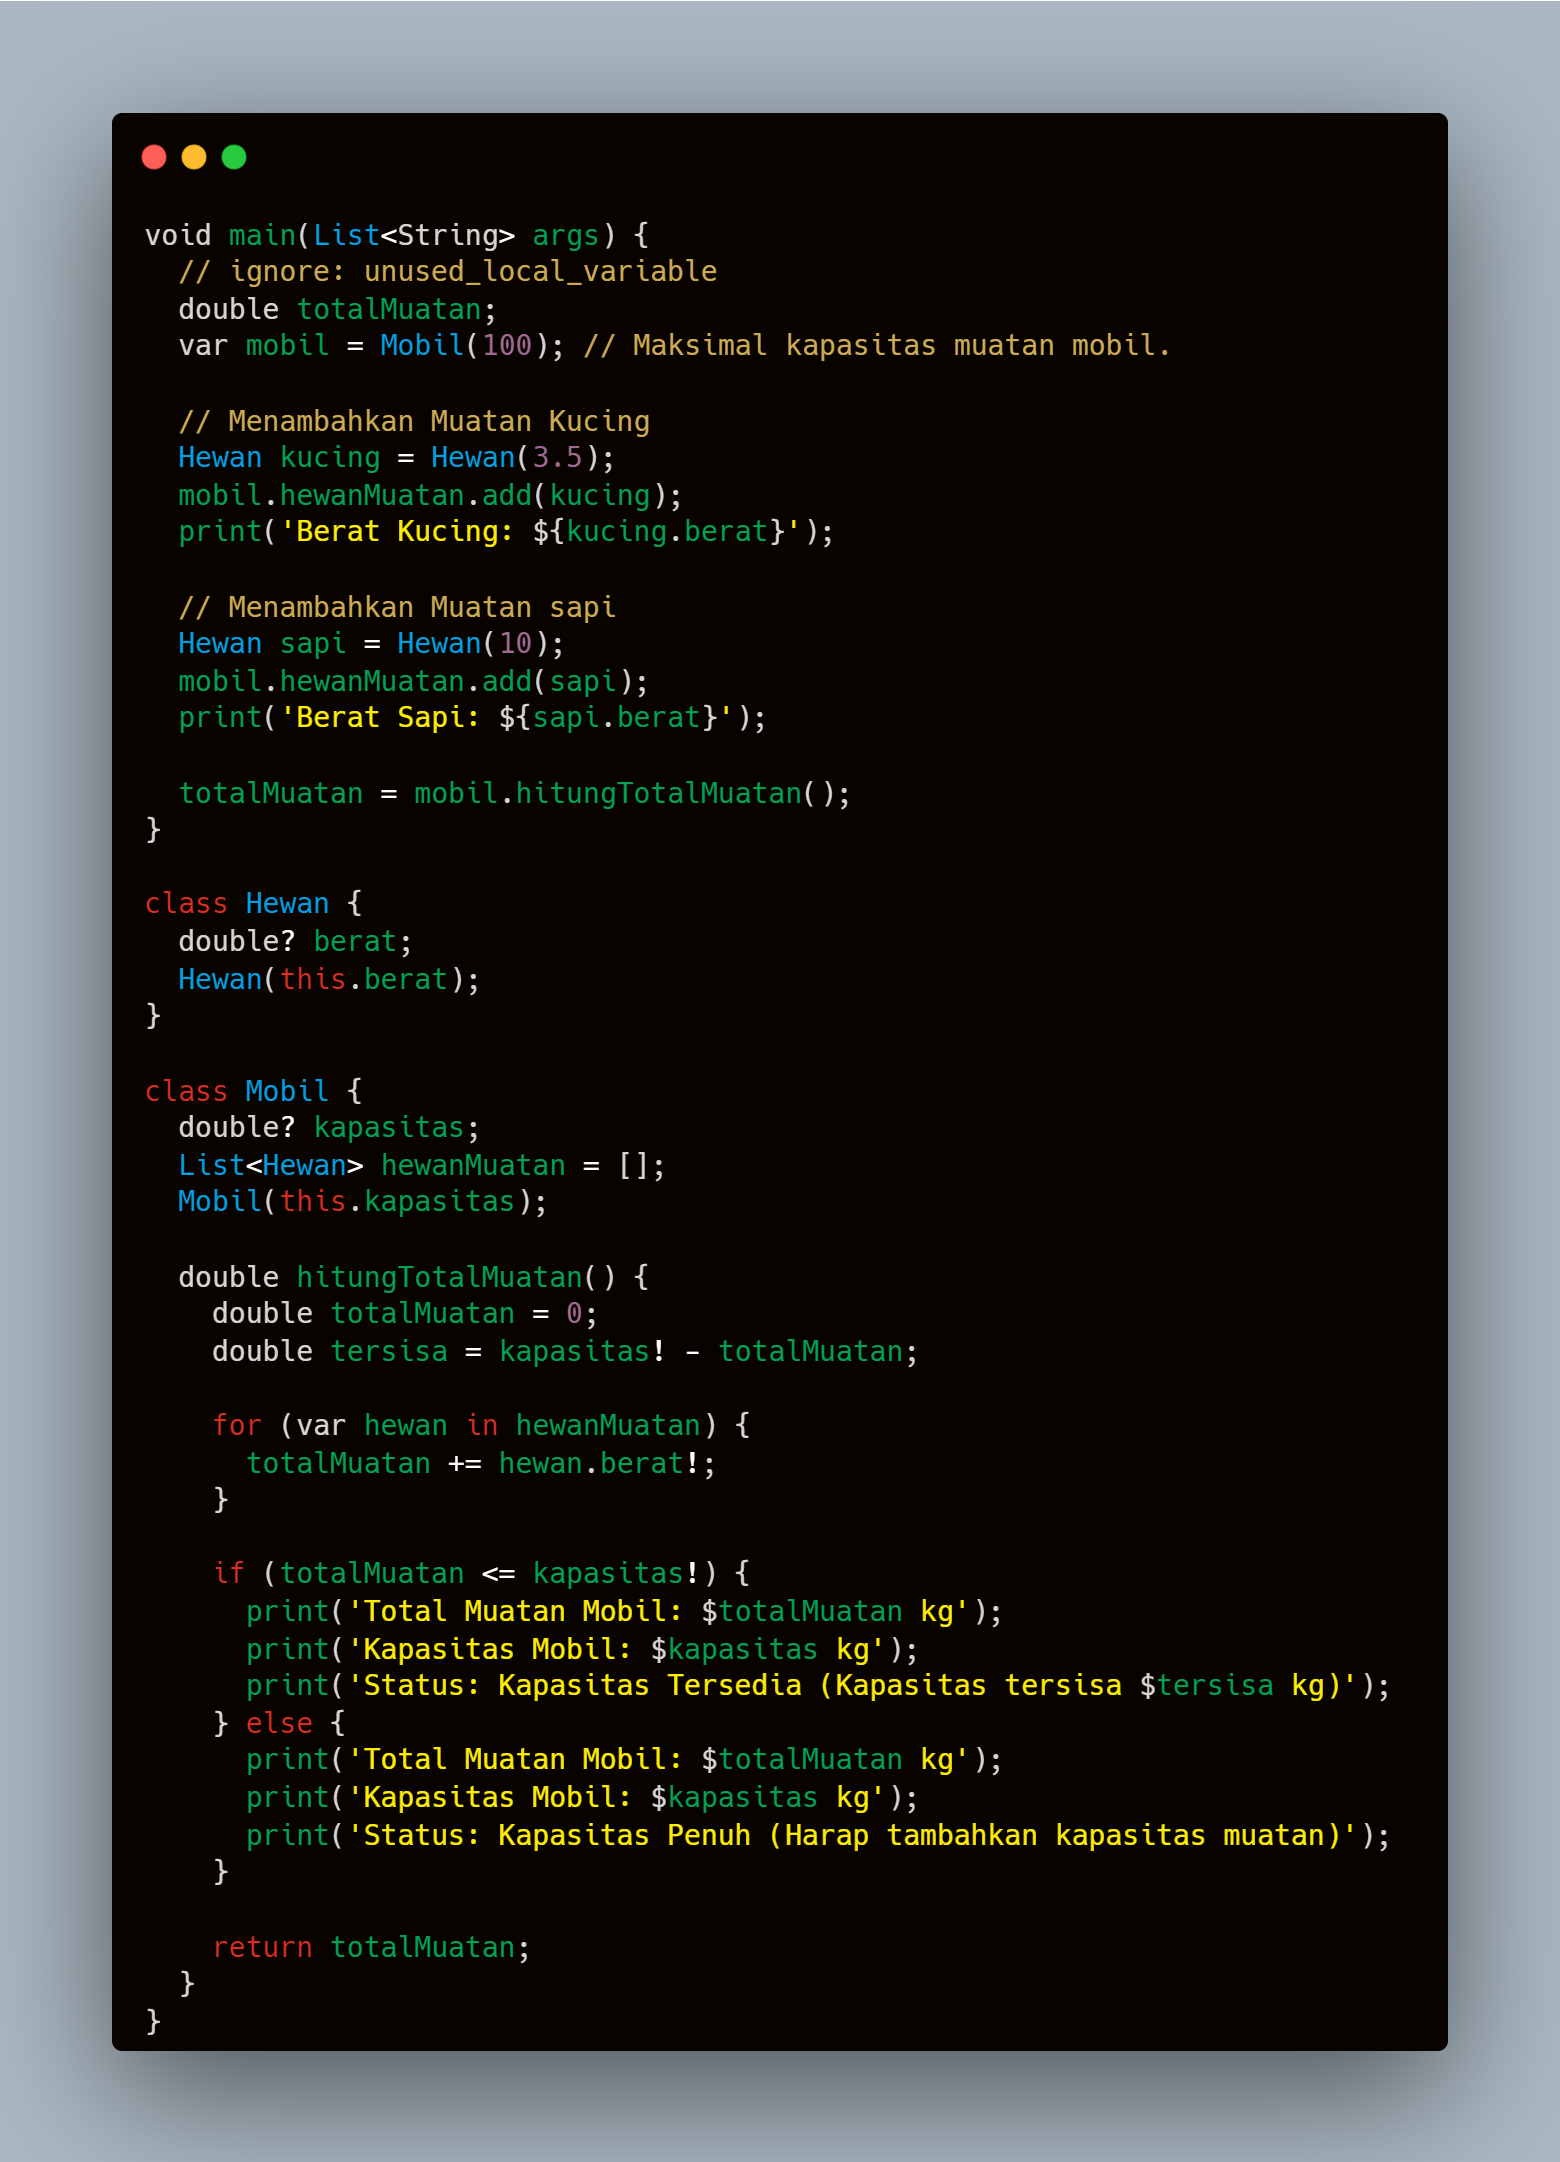 void main(List<String> args) {
  // ignore: unused_local_variable
  double totalMuatan;
  var mobil = Mobil(100); // Maksimal kapasitas muatan mobil.

  // Menambahkan Muatan Kucing
  Hewan kucing = Hewan(3.5);
  mobil.hewanMuatan.add(kucing);
  print('Berat Kucing: ${kucing.berat}');

  // Menambahkan Muatan sapi
  Hewan sapi = Hewan(10);
  mobil.hewanMuatan.add(sapi);
  print('Berat Sapi: ${sapi.berat}');

  totalMuatan = mobil.hitungTotalMuatan();
}

class Hewan {
  double? berat;
  Hewan(this.berat);
}

class Mobil {
  double? kapasitas;
  List<Hewan> hewanMuatan = [];
  Mobil(this.kapasitas);

  double hitungTotalMuatan() {
    double totalMuatan = 0;
    double tersisa = kapasitas! - totalMuatan;

    for (var hewan in hewanMuatan) {
      totalMuatan += hewan.berat!;
    }

    if (totalMuatan <= kapasitas!) {
      print('Total Muatan Mobil: $totalMuatan kg');
      print('Kapasitas Mobil: $kapasitas kg');
      print('Status: Kapasitas Tersedia (Kapasitas tersisa $tersisa kg)');
    } else {
      print('Total Muatan Mobil: $totalMuatan kg');
      print('Kapasitas Mobil: $kapasitas kg');
      print('Status: Kapasitas Penuh (Harap tambahkan kapasitas muatan)');
    }

    return totalMuatan;
  }
}